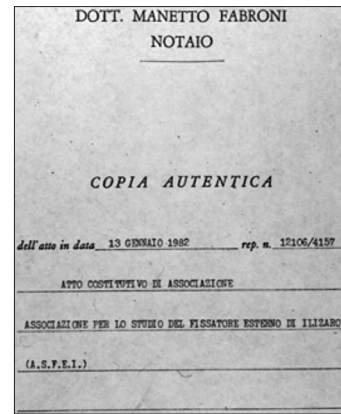 DOTT. MANETTO FABRONI
NOTAIO
COPIA AUTENTICA
dell'atto in data 13 GENNAIO 1982 rep. n. 12106/4157
ATTO COSTITUTIVO DI ASSOCIAZIONE
ASSOCIAZIONE PER LO STUDIO DEL FISSATORE ESTERNO DI ILIZARO
(A.S.F.E.I.)